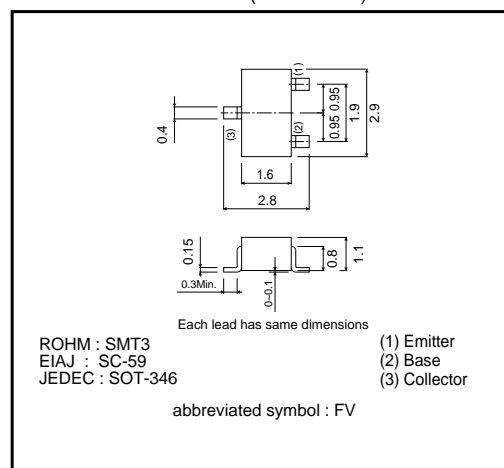 (1)
0.95
0.95
1.9
2.9
0.4
(3)
(2)
1.6
2.8
0.15
0.8
1.1
0.3Min.
0~0.1
Each lead has same dimensions
ROHM : SMT3
EIAJ : SC-59
JEDEC : SOT-346
(1) Emitter
(2) Base
(3) Collector
abbreviated symbol : FV